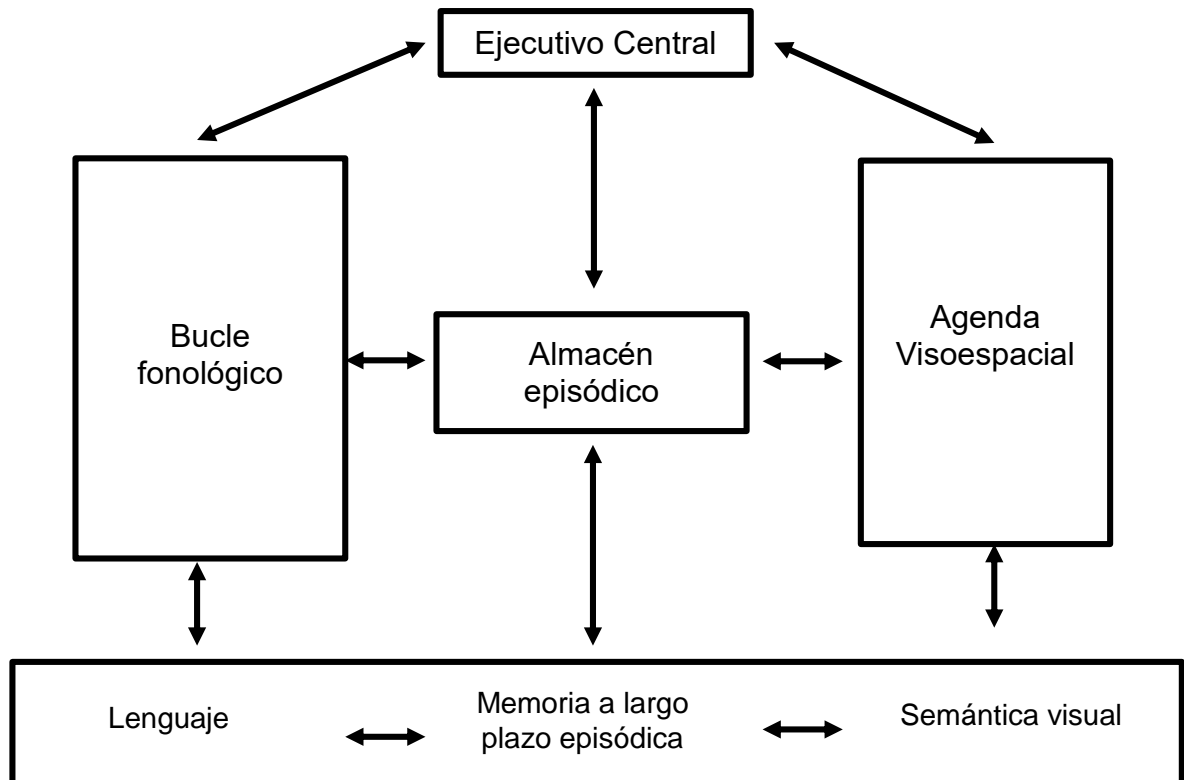 Ejecutivo Central
Bucle
fonológico
Almacén
episódico
Agenda
Visoespacial
Lenguaje
Memoria a largo
plazo episódica
Semántica visual